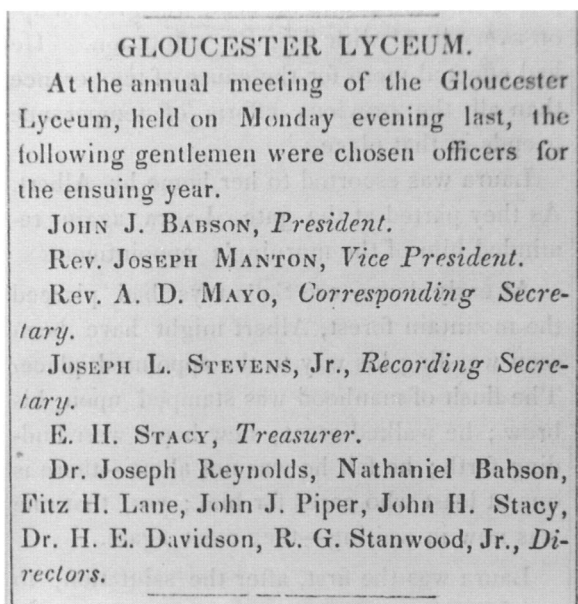 GLOUCESTER LYCEUM.
At the annual meeting of the Gloucester
Lyceum, held on Monday evening last, the
following gentlemen were chosen officers for
the ensuing year.
JOHN J. BABSON, President.
Rev. JOSEPH MANTON, Vice President.
Rev. A. D. MAYO, Corresponding Secre-
tary.
JOSEPH L. STEVENS, Jr., Recording Secre-
tary.
E. H. STACY, Treasurer.
Dr. Joseph Reynolds, Nathaniel Babson,
Fitz H. Lane, John J. Piper, John H. Stacy,
Dr. H. E. Davidson, R. G. Stanwood, Jr., Di-
rectors.